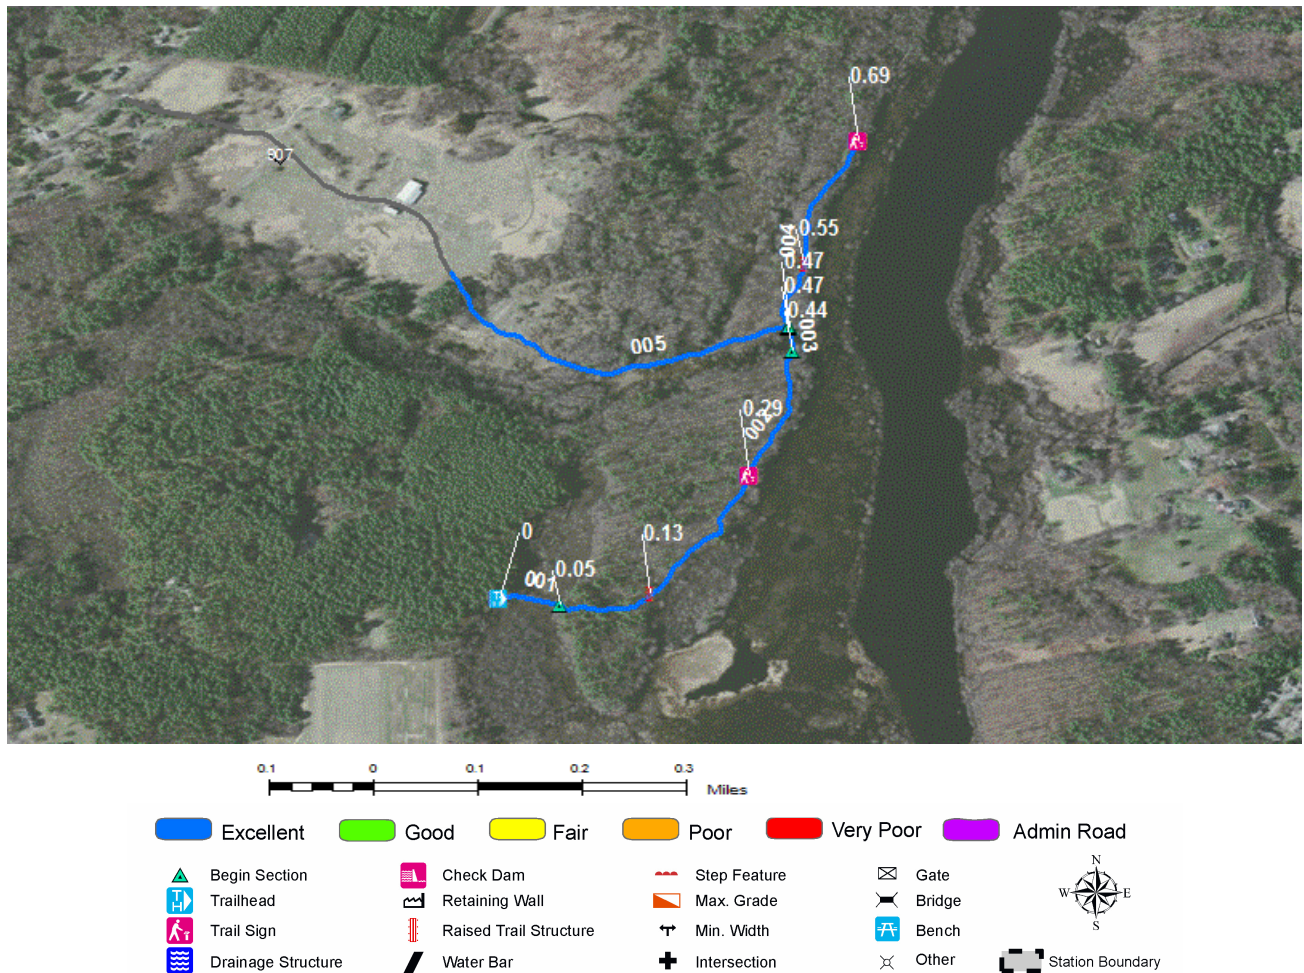 0.69
907
0.55
004
0.47
0.47
0.44
003
005
0.29
002
0
0.13
001
0.05
0.1 0 0.1 0.2 0.3
Miles
Excellent Good Fair Poor Very Poor Admin Road
Begin Section Check Dam Step Feature Gate
N
Trailhead Retaining Wall Max. Grade Bridge
W E
Trail Sign Raised Trail Structure Min. Width Bench
S
Drainage Structure Water Bar Intersection Other Station Boundary